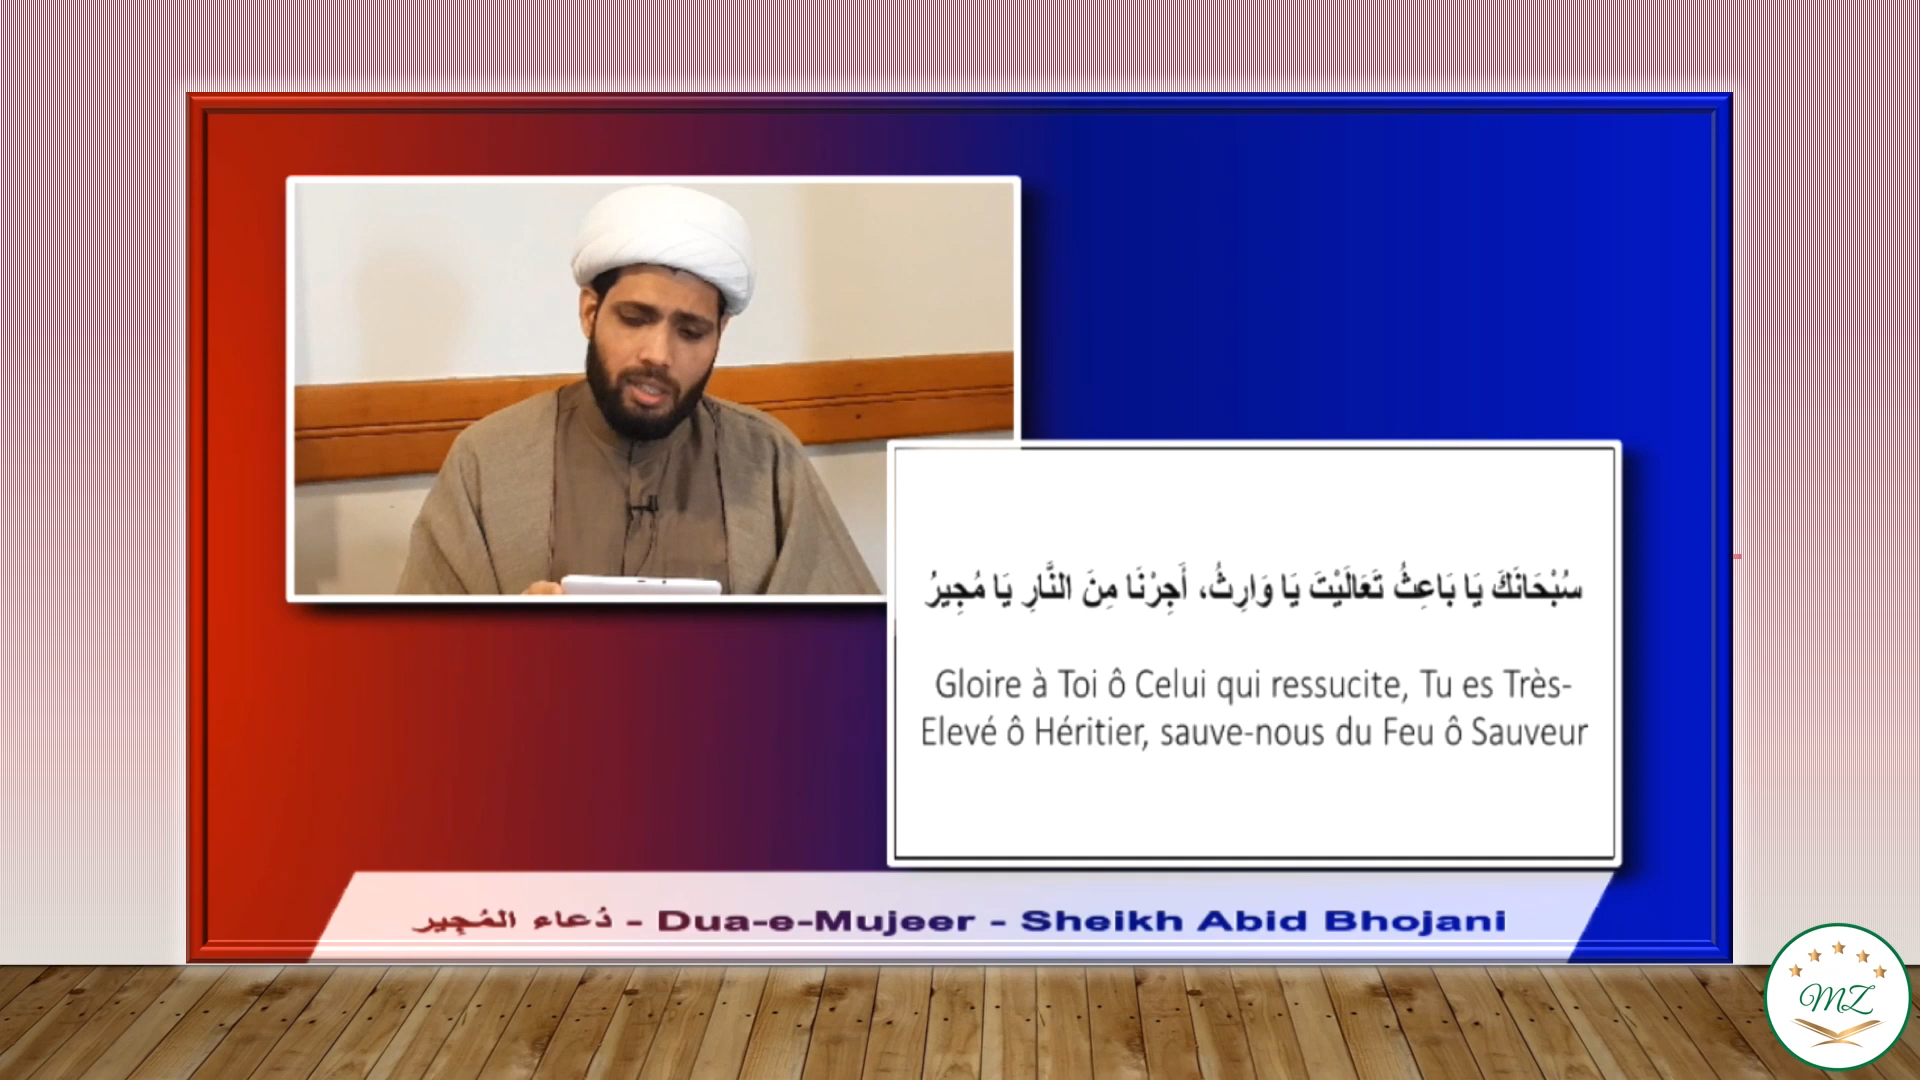 سُبْحَانَكَ يَا بَاعِثُ تَعَالَيْتَ يَا وَارِثُ، أَجِرْنَا مِنَ النَّارِ يَا مُجِيرُ
Gloire à Toi ô Celui qui ressucite, Tu es Très-
Elevé ô Héritier, sauve-nous du Feu ô Sauveur
دُعاء المُجِير - Dua-e-Mujeer - Sheikh Abid Bhojani
MZ